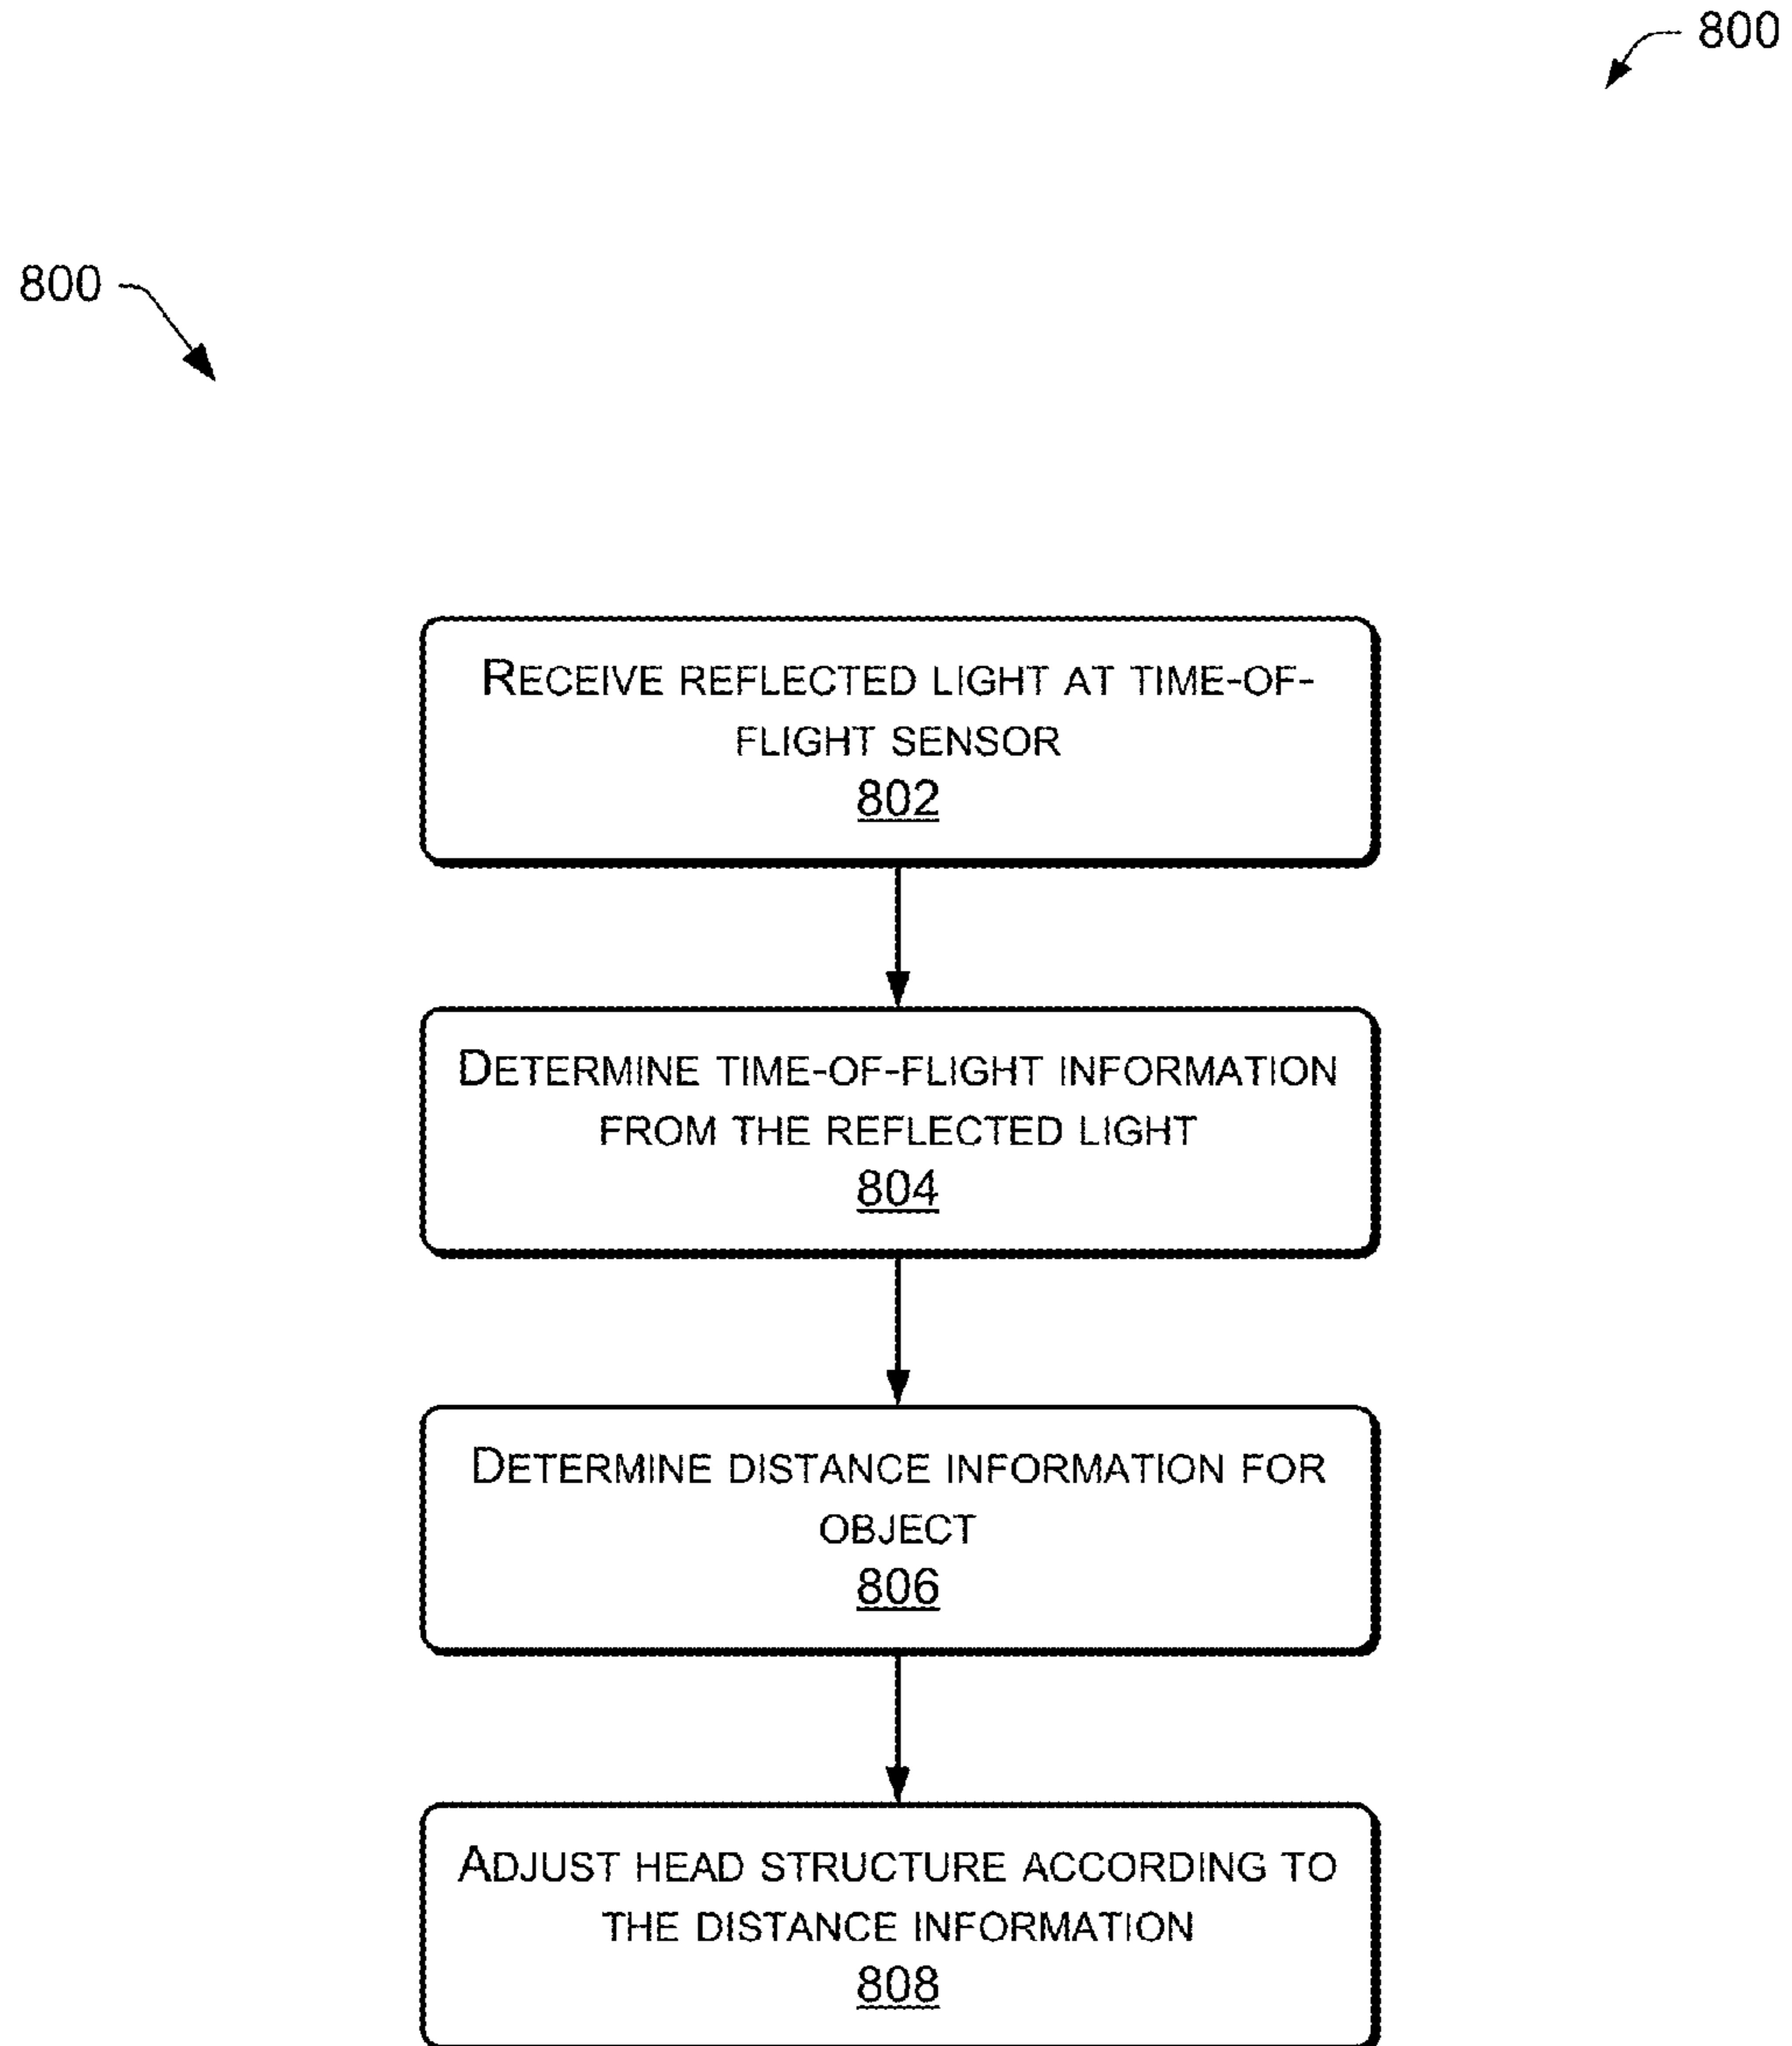 800
800
RECEIVE REFLECTED LIGHT AT TIME-OF-
FLIGHT SENSOR
802
DETERMINE TIME-OF-FLIGHT INFORMATION
FROM THE REFLECTED LIGHT
804
DETERMINE DISTANCE INFORMATION FOR
OBJECT
806
ADJUST HEAD STRUCTURE ACCORDING TO
THE DISTANCE INFORMATION
808